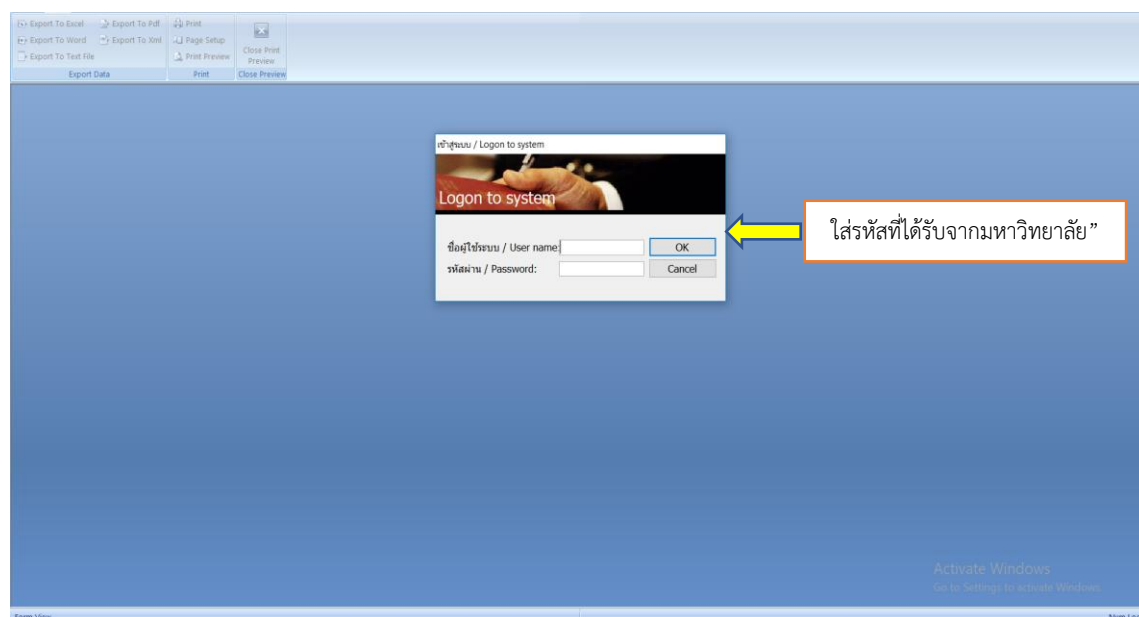 Export To Excel
Export To Pdf
Print
Export To Word
Export To Xml
Page Setup
Close Print
Preview
Export To Text File
Print Preview
Export Data
Print
Close Preview
เข้าสู่ระบบ / Logon to system
Logon to system
ชื่อผู้ใช้ระบบ / User name:
OK
รหัสผ่าน / Password:
Cancel
ใส่รหัสที่ได้รับจากมหาวิทยาลัย”
Activate Windows
Go to Settings to activate Windows.
Form View
Num Loc